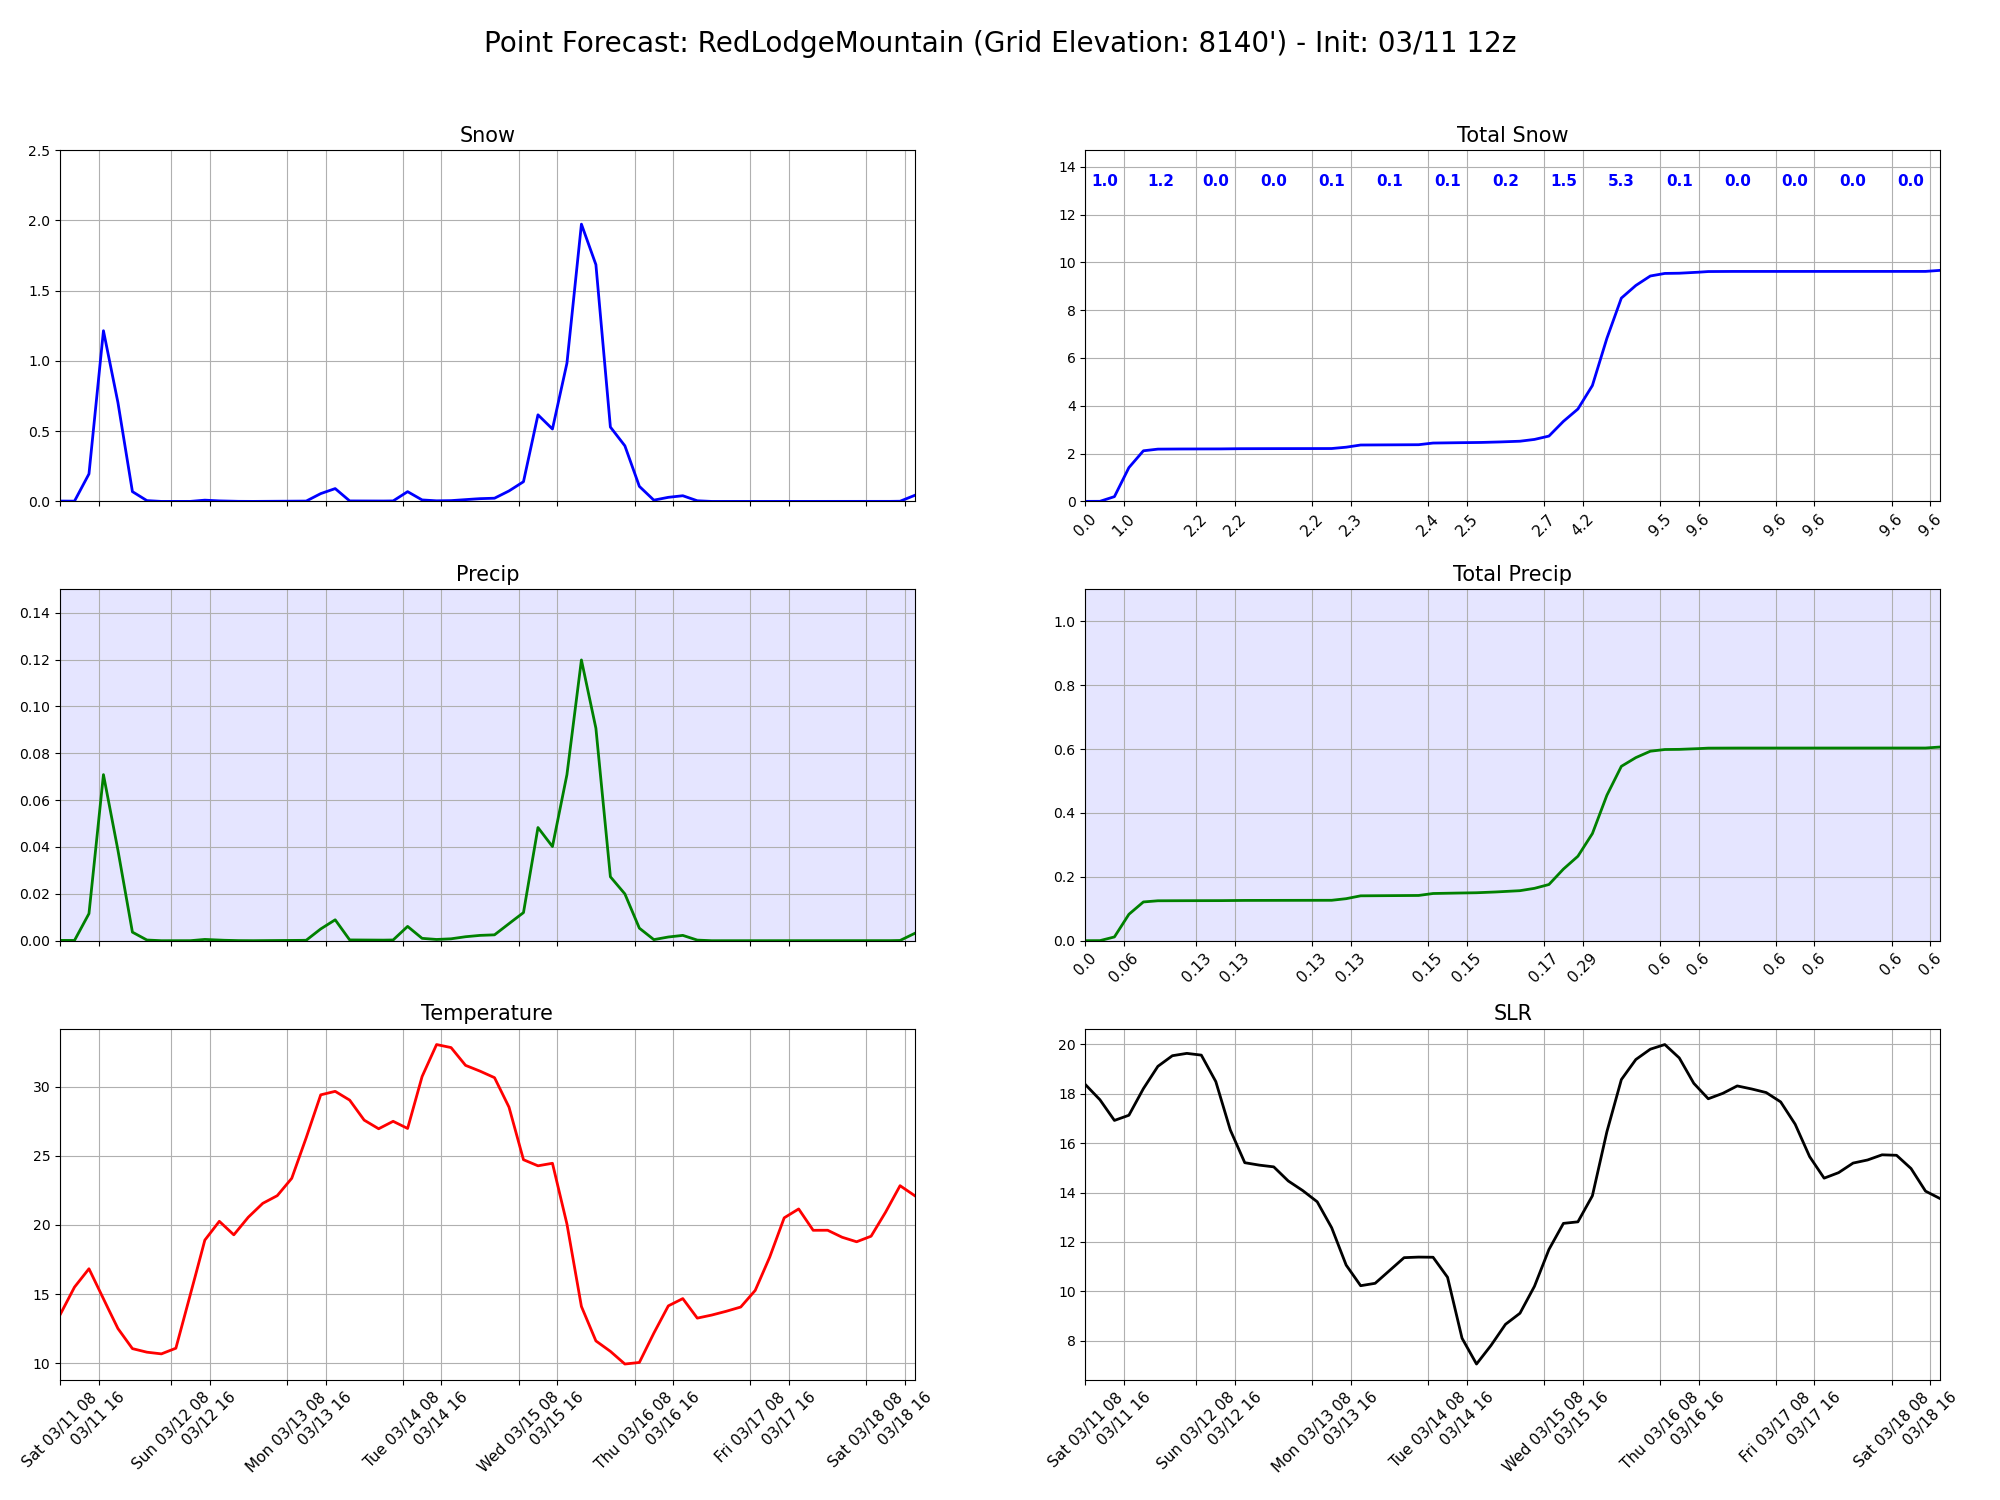 Point Forecast: RedLodgeMountain (Grid Elevation: 8140') - Init: 03/11 12z
Snow
2.5
2.0
1.5
1.0
0.5
0.0
Total Snow
14
12
10
8
6
4
2
0
1.0 1.2 0.0 0.0 0.1 0.1 0.1 0.2 1.5 5.3 0.1 0.0 0.0 0.0 0.0
0.0 1.0 2.2 2.2 2.2 2.3 2.4 2.5 2.7 4.2 9.5 9.6 9.6 9.6 9.6 9.6
Precip
0.14
0.12
0.10
0.08
0.06
0.04
0.02
0.00
Total Precip
1.0
0.8
0.6
0.4
0.2
0.0
0.0 0.06 0.13 0.13 0.13 0.13 0.15 0.15 0.17 0.29 0.6 0.6 0.6 0.6 0.6 0.6
Temperature
30
25
20
15
10
Sat 03/11 08
03/11 16
Sun 03/12 08
03/12 16
Mon 03/13 08
03/13 16
Tue 03/14 08
03/14 16
Wed 03/15 08
03/15 16
Thu 03/16 08
03/16 16
Fri 03/17 08
03/17 16
Sat 03/18 08
03/18 16
SLR
20
18
16
14
12
10
8
Sat 03/11 08
03/11 16
Sun 03/12 08
03/12 16
Mon 03/13 08
03/13 16
Tue 03/14 08
03/14 16
Wed 03/15 08
03/15 16
Thu 03/16 08
03/16 16
Fri 03/17 08
03/17 16
Sat 03/18 08
03/18 16